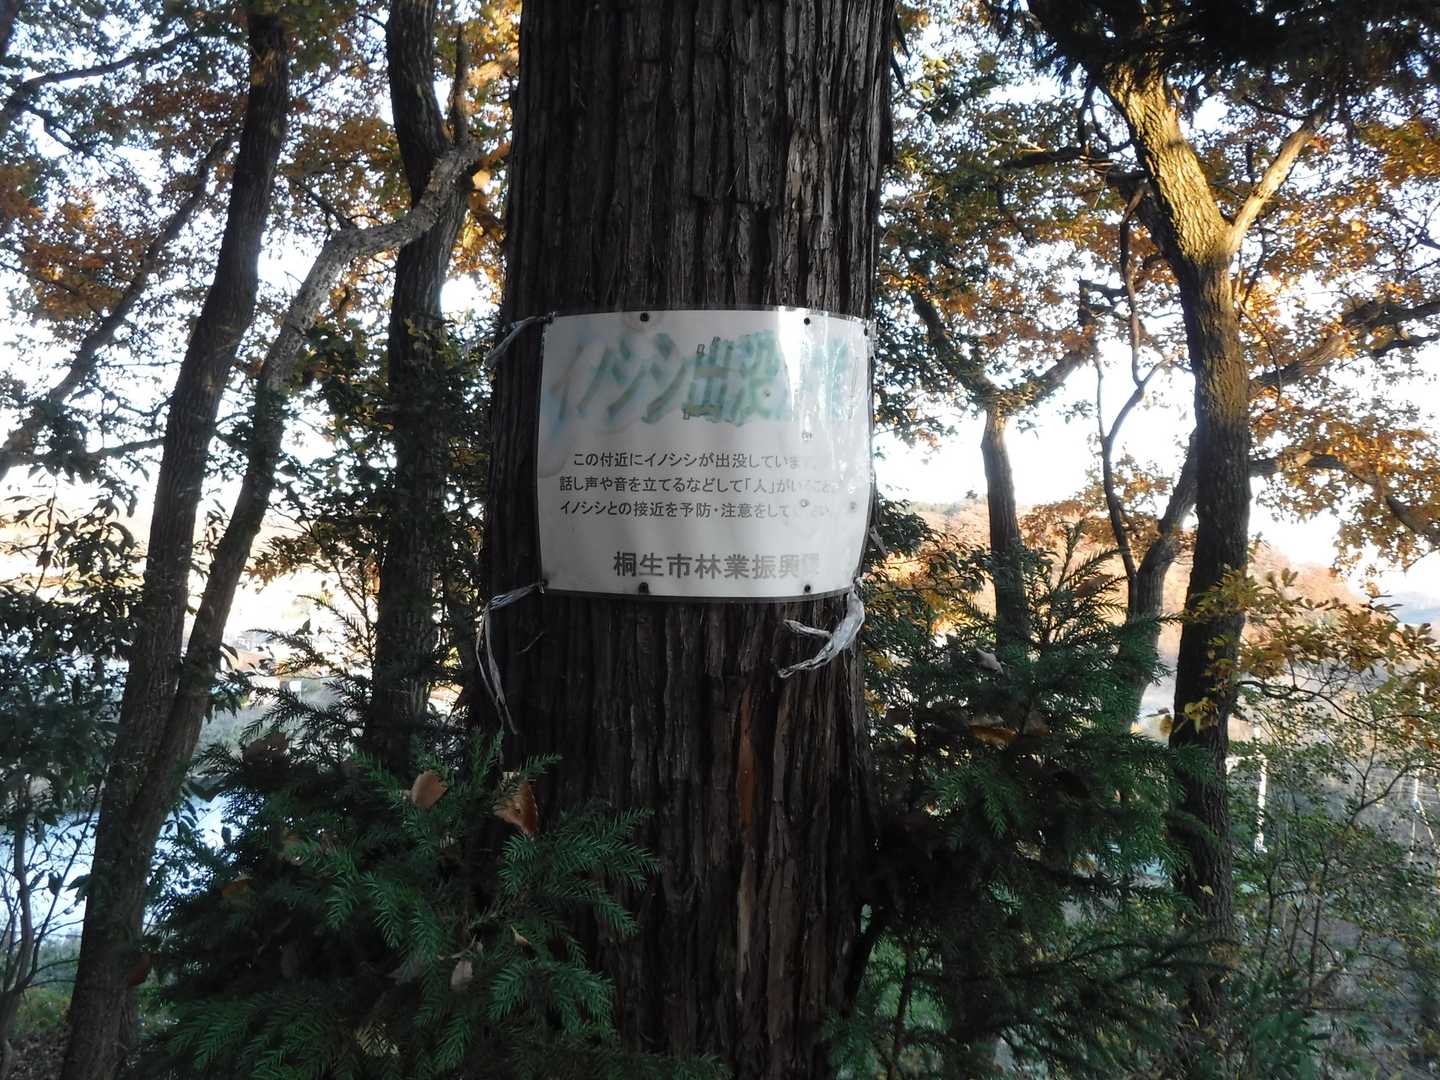 イノシシ出没
この付近にイノシシが出没しています。
話し声や音を立てるなどして「人」がいること、
イノシシとの接近を予防・注意をして
桐生市林業振興